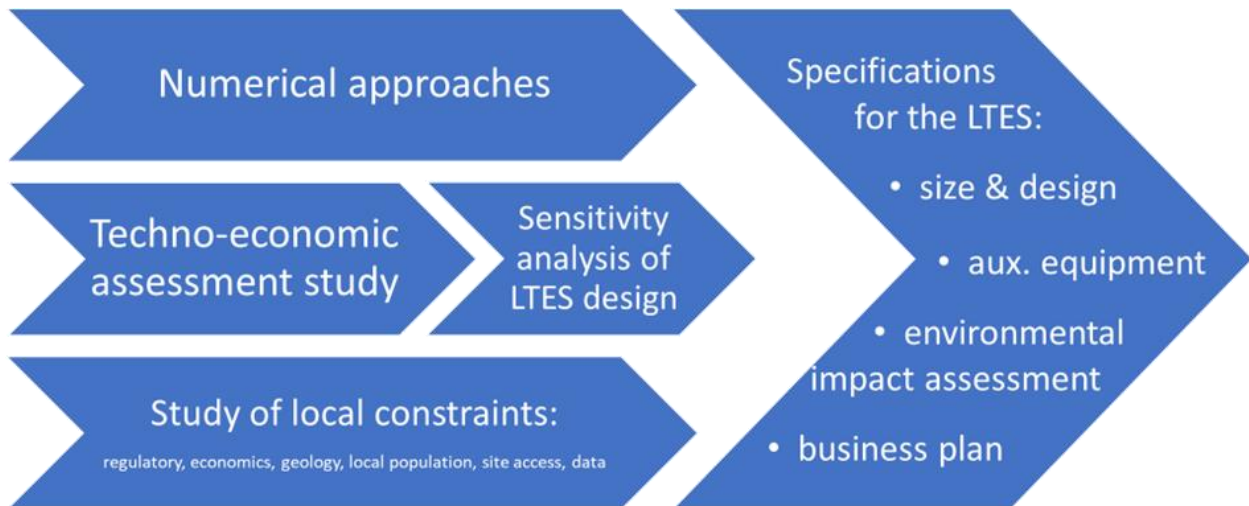 Numerical approaches
Techno-economic
assessment study
Sensitivity
analysis of
LTES design
Study of local constraints:
regulatory, economics, geology, local population, site access, data
Specifications
for the LTES:
• size & design
• aux. equipment
• environmental
impact assessment
• business plan